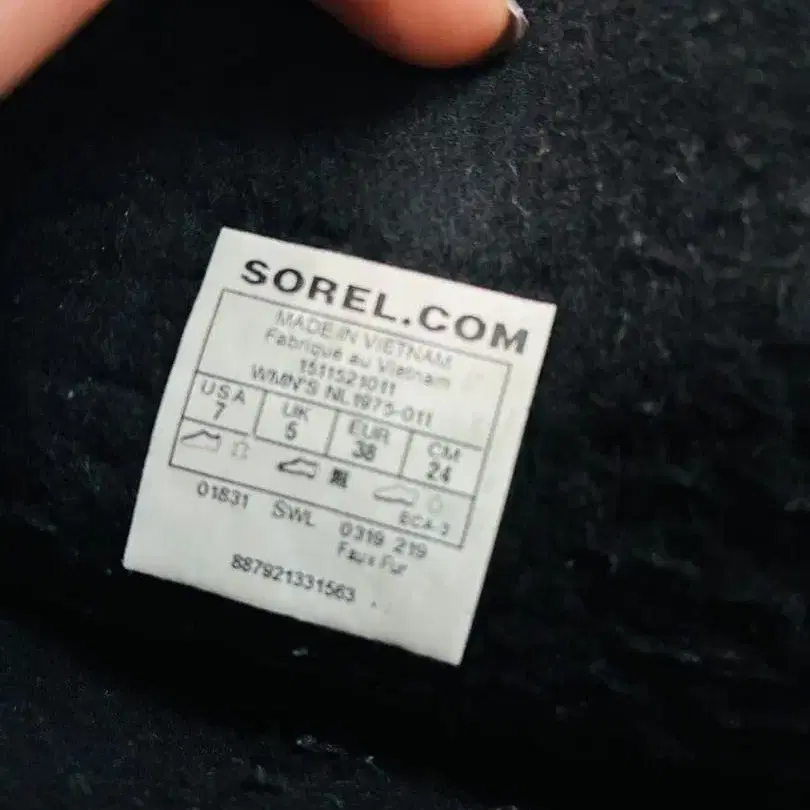 SOREL.COM
MADE IN VIETNAM
Fabriqué au Vietnam
1511521011
WMN'S NL1975-011
USA UK EUR CM
7 5 38 24
ECA-3
01831 SWL 0319 219
Faux Fur
887921331563